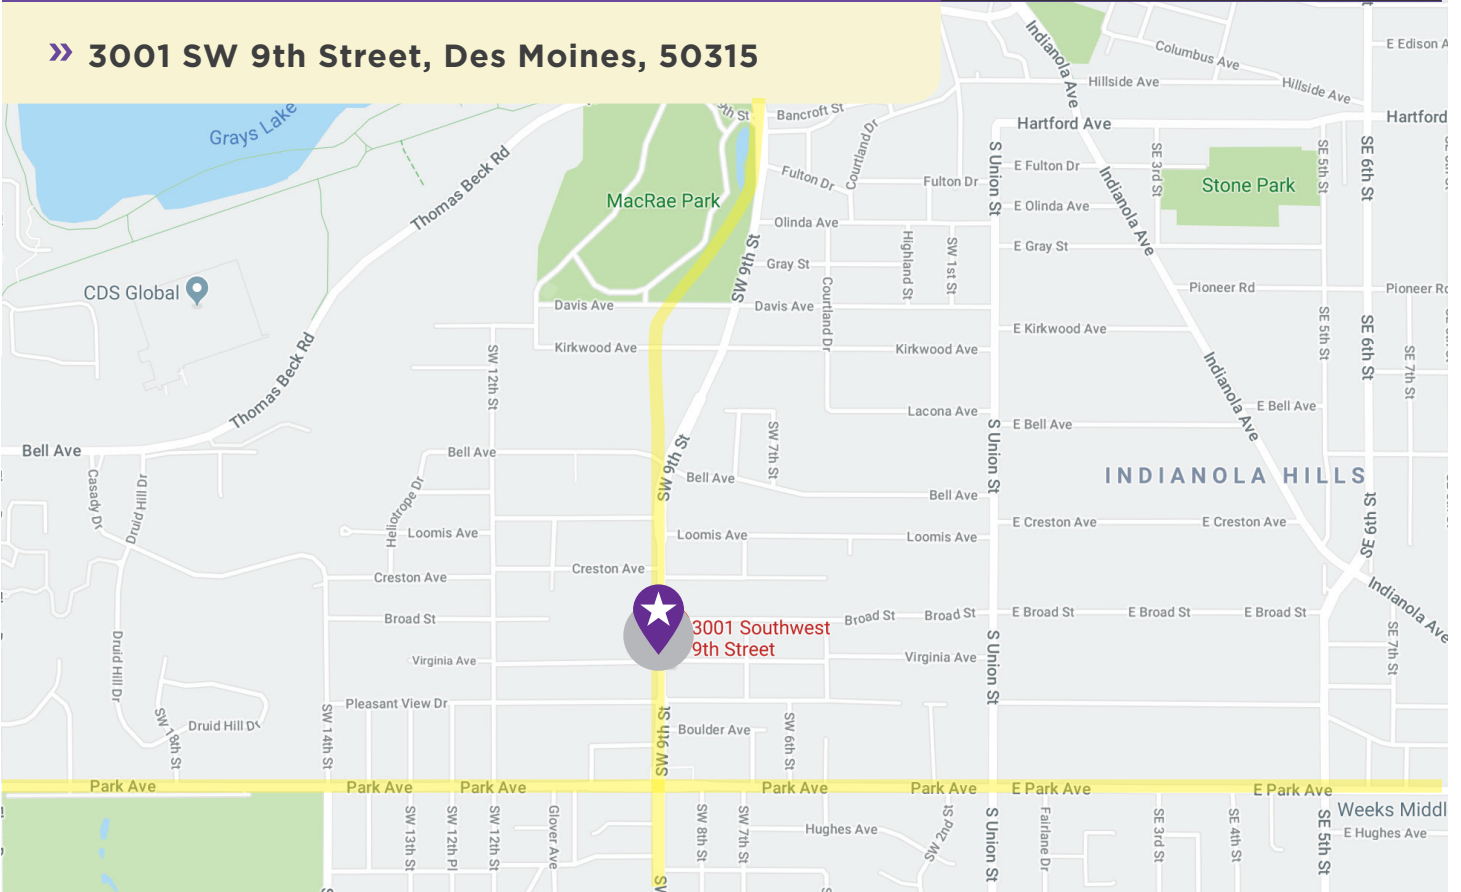 » 3001 SW 9th Street, Des Moines, 50315
Indianola Ave
Columbus Ave
E Edison A
Hillside Ave
Hillside Ave
Grays Lake
9th St
Bancroft St
Courtland Dr
Hartford Ave
Hartford
Thomas Beck Rd
S Union St
E Fulton Dr
SE 3rd St
SE 5th St
SE 6th St
Fulton Dr
Fulton Dr
Indianola Ave
Stone Park
MacRae Park
E Olinda Ave
Olinda Ave
SW 9th St
Highland St
SW 1st St
E Gray St
Gray St
CDS Global
Courtland Dr
Pioneer Rd
Pioneer Rd
Davis Ave
Davis Ave
E Kirkwood Ave
SE 5th St
SE 6th St
Kirkwood Ave
Kirkwood Ave
SW 12th St
Thomas Beck Rd
Indianola Ave
SE 7th St
Lacona Ave
E Bell Ave
E Bell Ave
S Union St
SW 7th St
Bell Ave
Bell Ave
SW 9th St
Bell Ave
Bell Ave
INDIANOLA HILLS
Casady Dr
Druid Hill Dr
Heliotrope Dr
SE 6th St
E Creston Ave
E Creston Ave
Loomis Ave
Loomis Ave
Loomis Ave
Creston Ave
Creston Ave
Indianola Ave
Broad St
Broad St
Broad St
E Broad St
E Broad St
E Broad St
3001 Southwest
9th Street
Druid Hill Dr
S Union St
SE 7th St
Virginia Ave
Virginia Ave
Pleasant View Dr
SW 18th St
Druid Hill Dr
SW 14th St
SW 9th St
Boulder Ave
SW 6th St
Park Ave
Park Ave
Park Ave
Park Ave
Park Ave
E Park Ave
E Park Ave
Weeks Middl
SW 13th St
SW 12th Pl
SW 12th St
Glover Ave
SW 8th St
SW 7th St
Hughes Ave
SW 2nd St
S Union St
Fairlane Dr
SE 3rd St
SE 4th St
SE 5th St
E Hughes Ave
SW